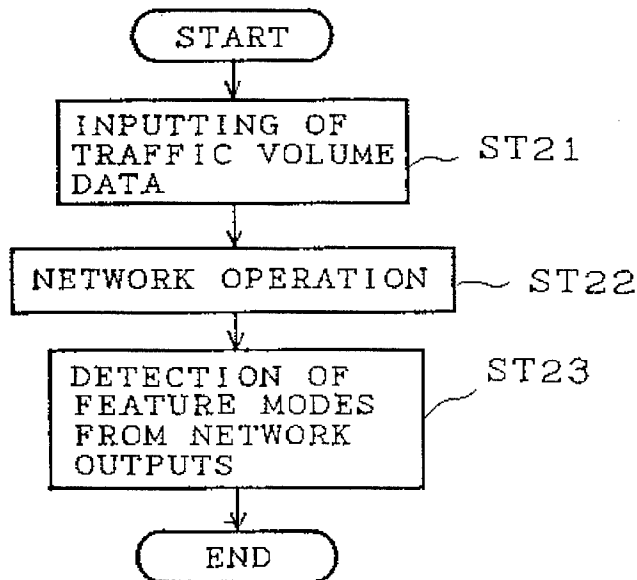 START
INPUTTING OF
TRAFFIC VOLUME
DATA
ST21
NETWORK OPERATION
ST22
DETECTION OF
FEATURE MODES
FROM NETWORK
OUTPUTS
ST23
END